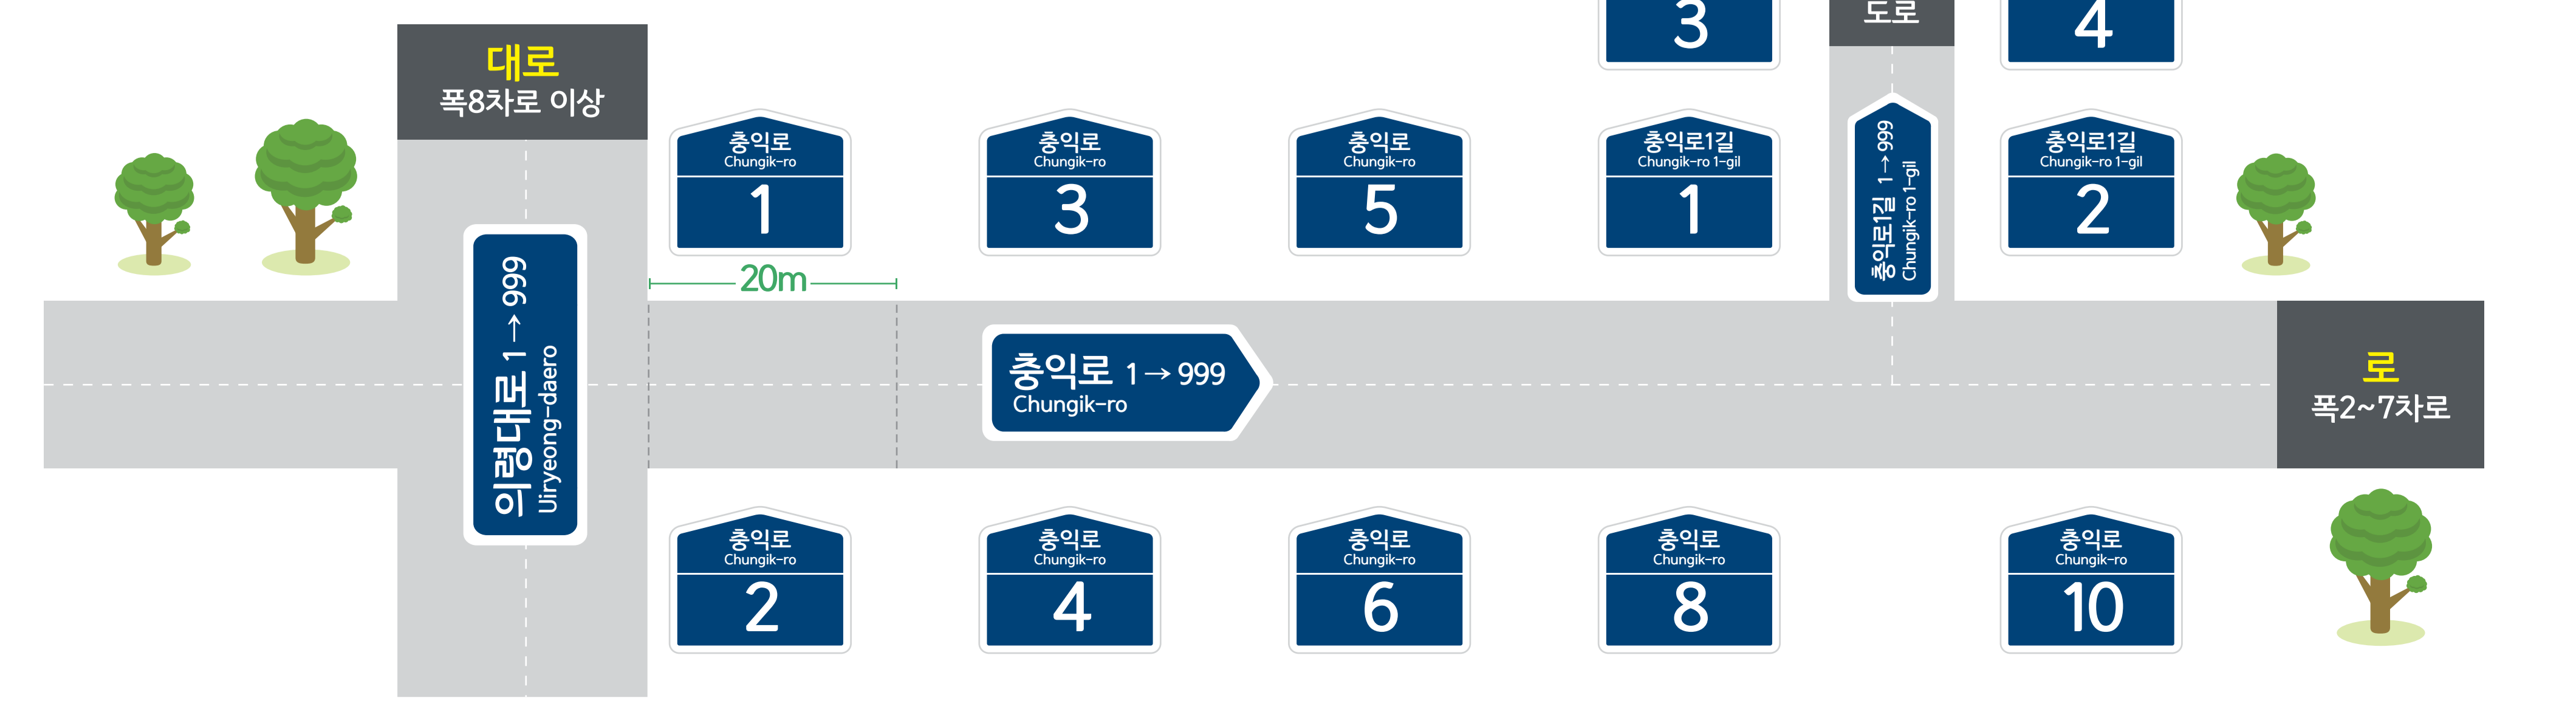 3
도로
4
대로
폭8차로 이상
충익로
Chungik-ro
1
충익로
Chungik-ro
3
충익로
Chungik-ro
5
충익로1길
Chungik-ro 1-gil
1
충익로1길 1→999
Chungik-ro 1-gil
충익로1길
Chungik-ro 1-gil
2
20m
의령대로 1→999
Uiryeong-daero
충익로 1→999
Chungik-ro
로
폭2~7차로
충익로
Chungik-ro
2
충익로
Chungik-ro
4
충익로
Chungik-ro
6
충익로
Chungik-ro
8
충익로
Chungik-ro
10